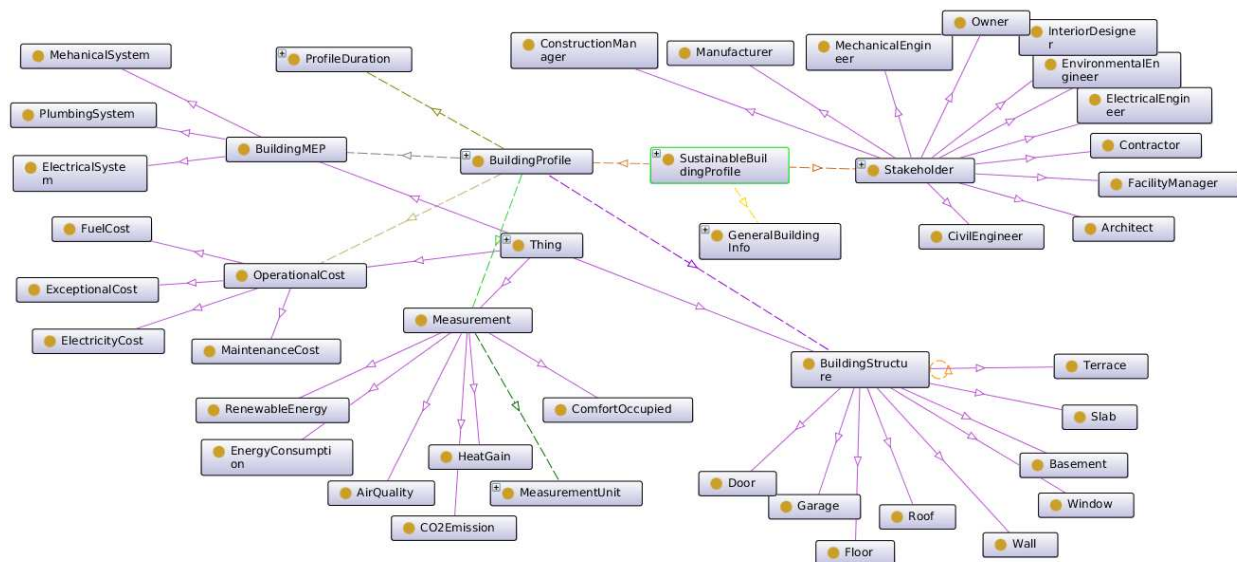 Owner
InteriorDesigne
r
MehanicalSystem
ProfileDuration
ConstructionMan
ager
Manufacturer
MechanicalEngin
eer
EnvironmentalEn
gineer
ElectricalEngin
eer
PlumbingSystem
BuildingMEP
BuildingProfile
SustainableBuil
dingProfile
Stakeholder
Contractor
FacilityManager
ElectricalSyste
m
FuelCost
Thing
GeneralBuilding
Info
CivilEngineer
Architect
OperationalCost
ExceptionalCost
ElectricityCost
MaintenanceCost
Measurement
BuildingStructu
re
Terrace
Slab
RenewableEnergy
ComfortOccupied
EnergyConsumpti
on
HeatGain
AirQuality
MeasurementUnit
CO2Emission
Door
Garage
Floor
Roof
Wall
Basement
Window